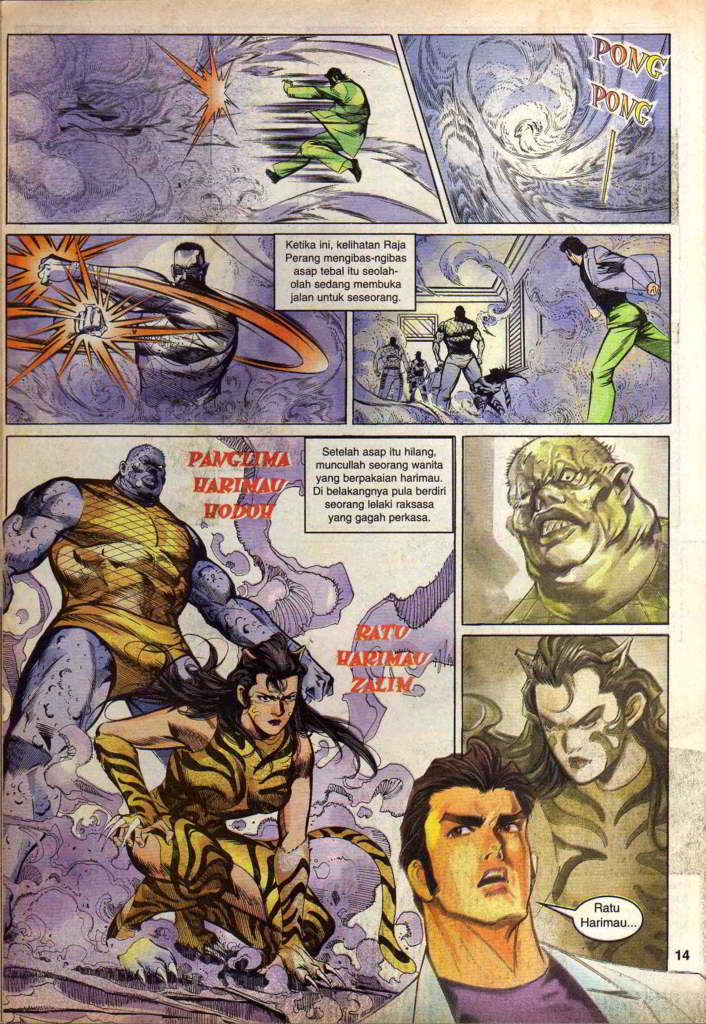 PONG
PONG
Ketika ini, kelihatan Raja
Perang mengibas-ngibas
asap tebal itu seolah-
olah sedang membuka
jalan untuk seseorang.
PANGLIMA
HARIMAU
HODOH
Setelah asap itu hilang,
muncullah seorang wanita
yang berpakaian harimau.
Di belakangnya pula berdiri
seorang lelaki raksasa
yang gagah perkasa.
RATU
HARIMAU
ZALIM
Ratu
Harimau...
14